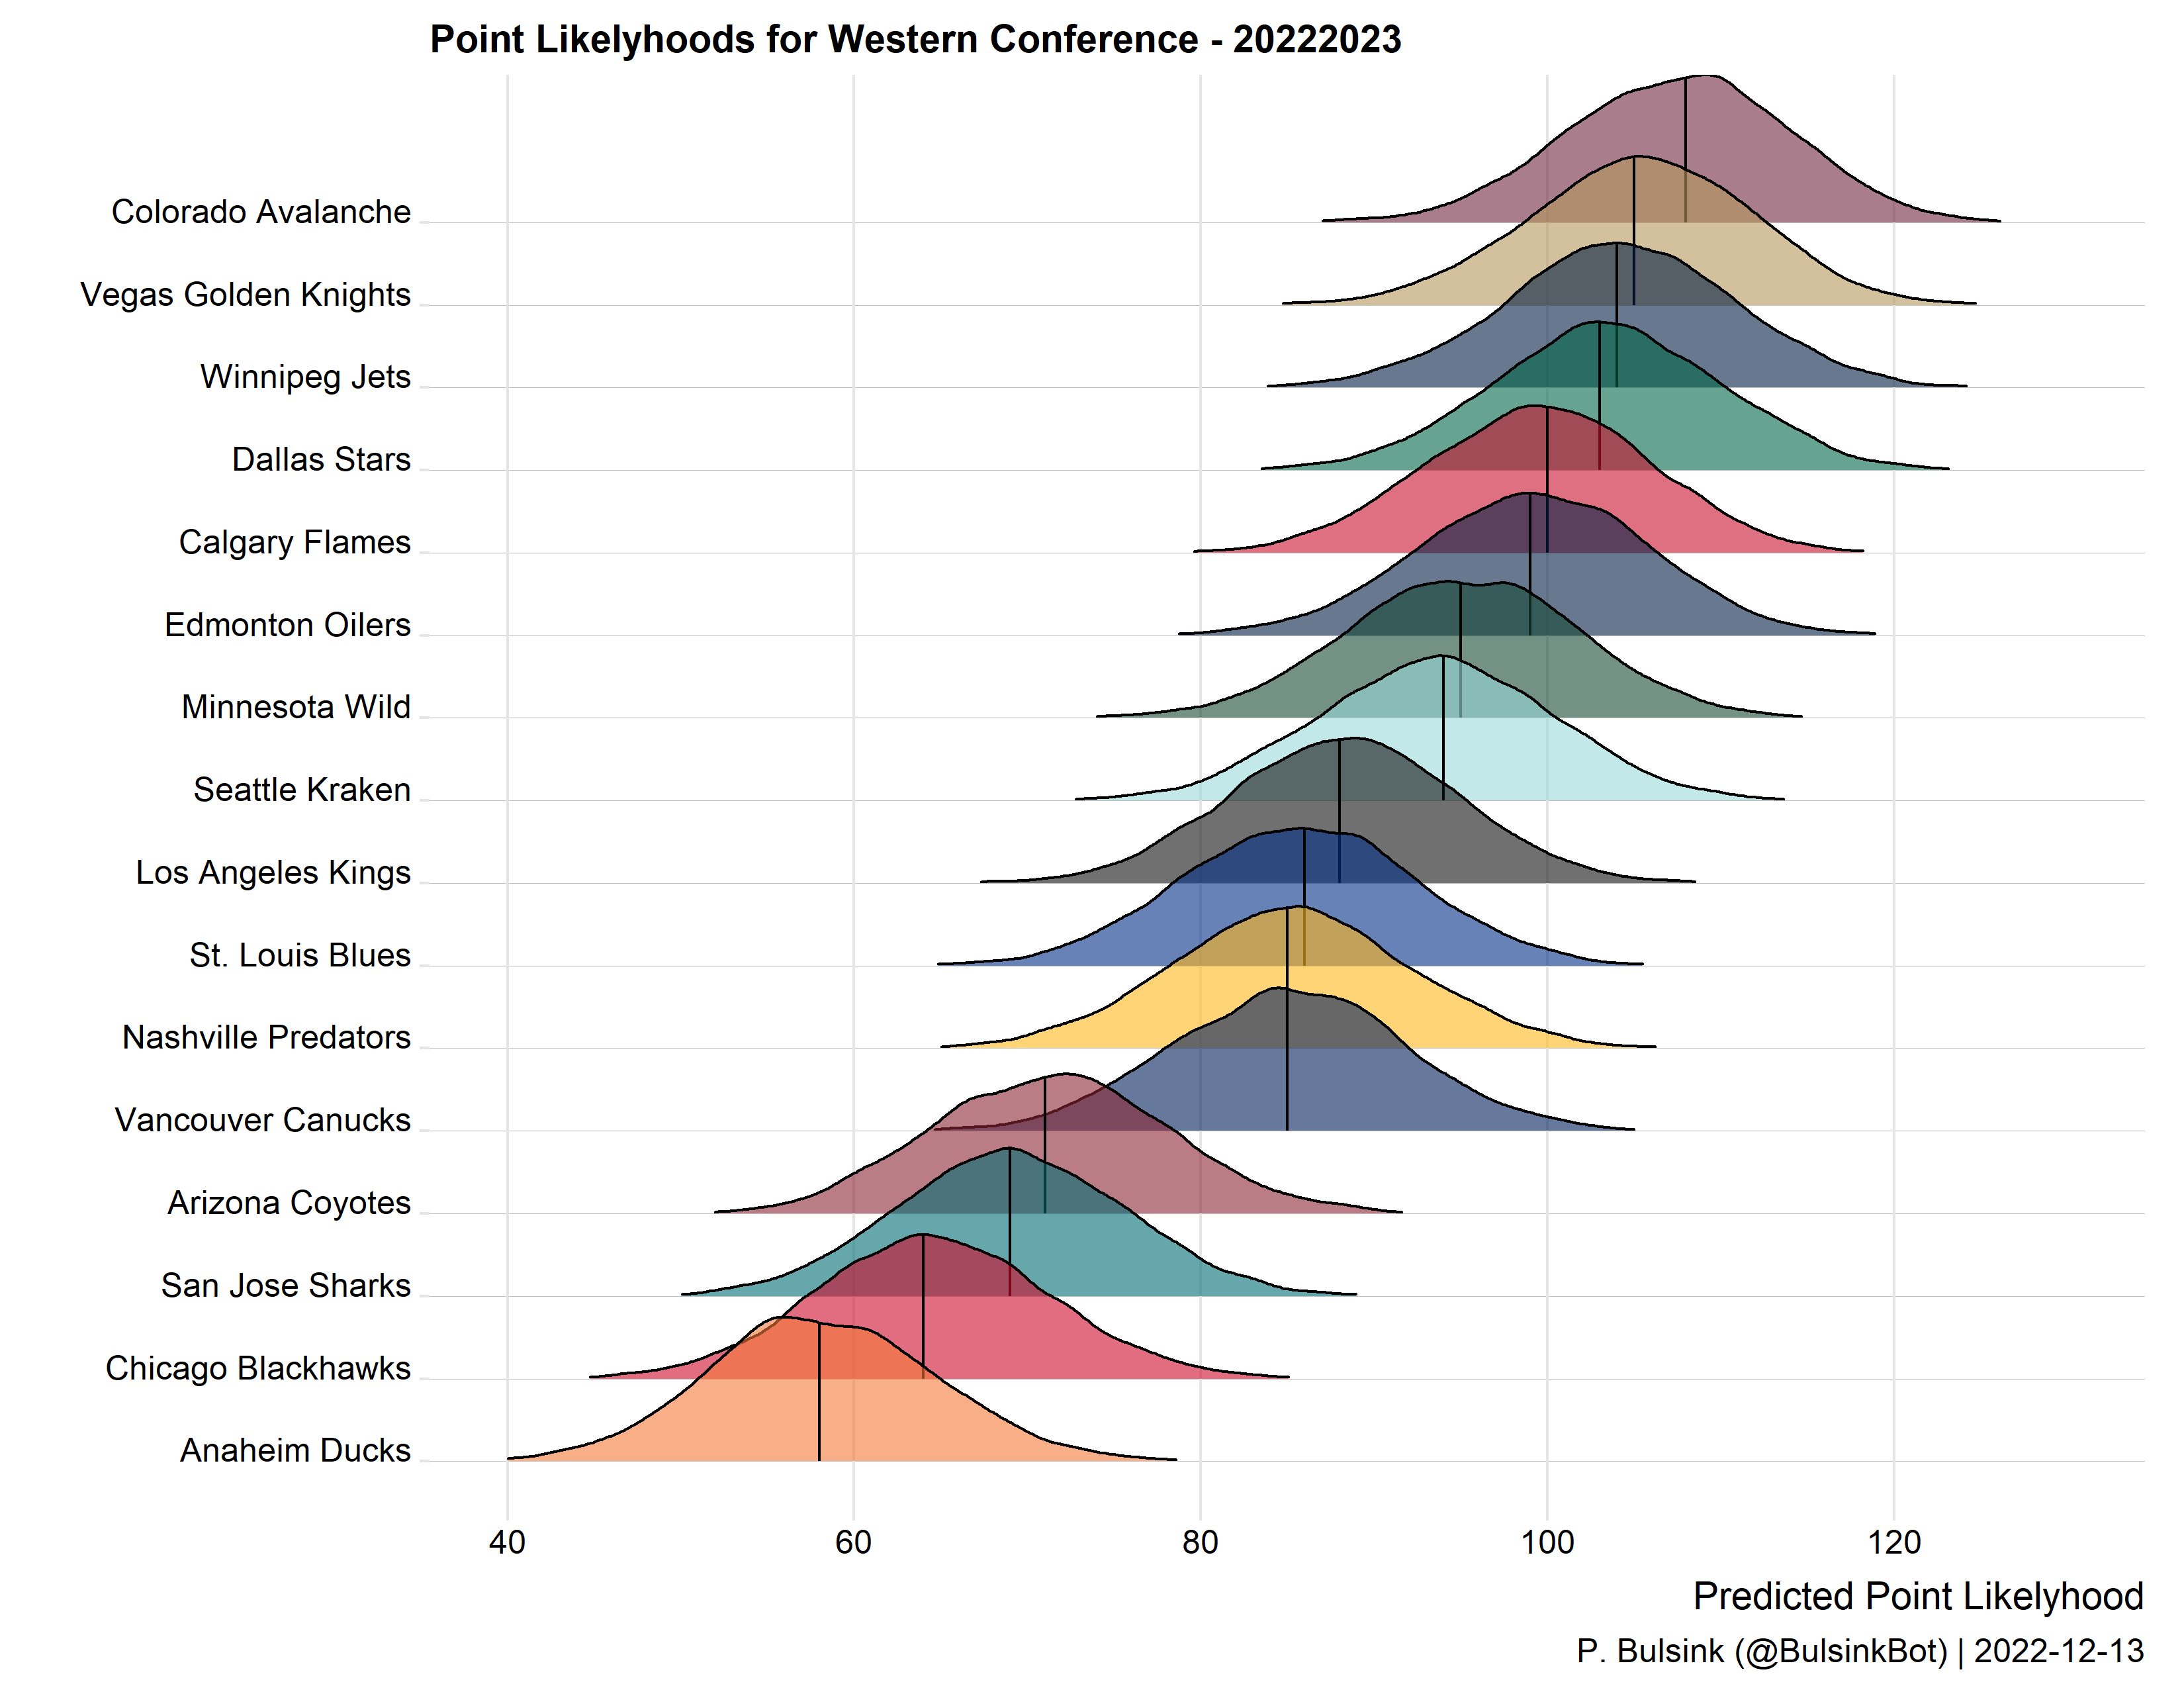 Point Likelyhoods for Western Conference - 20222023
Colorado Avalanche
Vegas Golden Knights
Winnipeg Jets
Dallas Stars
Calgary Flames
Edmonton Oilers
Minnesota Wild
Seattle Kraken
Los Angeles Kings
St. Louis Blues
Nashville Predators
Vancouver Canucks
Arizona Coyotes
San Jose Sharks
Chicago Blackhawks
Anaheim Ducks
40 60 80 100 120
Predicted Point Likelyhood
P. Bulsink (@BulsinkBot) | 2022-12-13